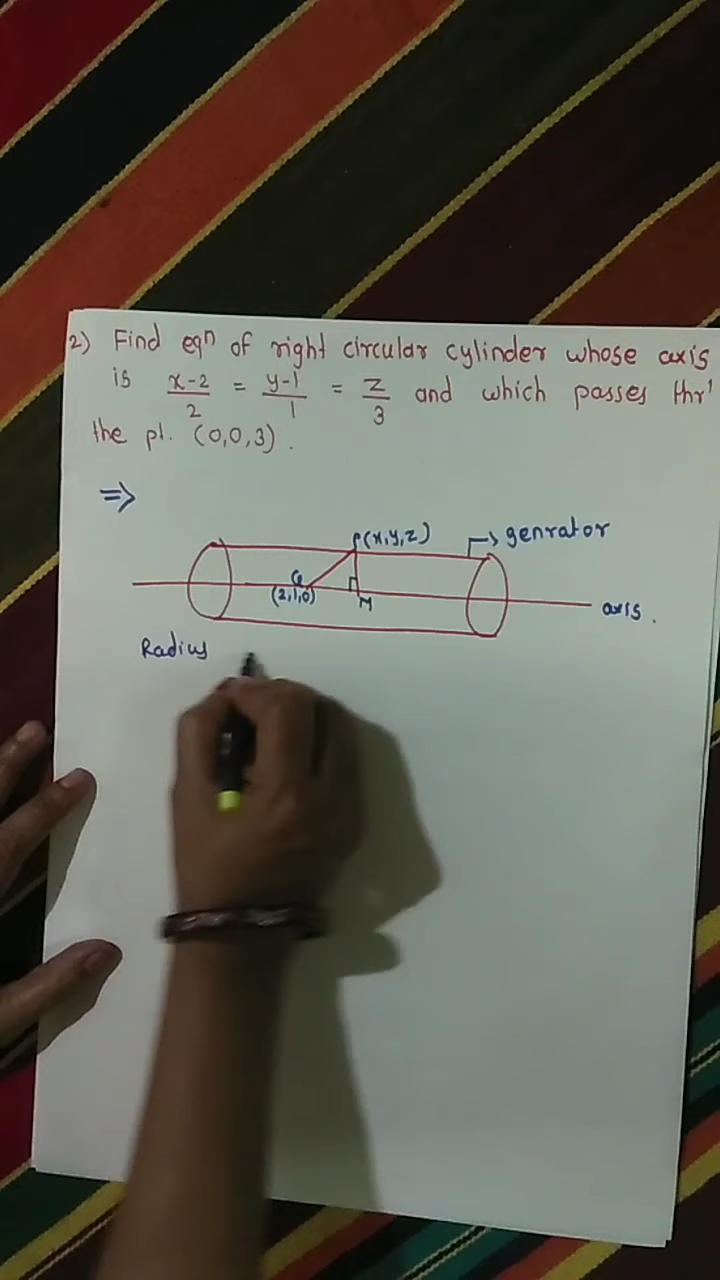 2) Find eqⁿ of right circular cylinder whose axis
is x-2/2 = y-1/1 = z/3 and which passes thr'
the pt. (0,0,3).
⇒
P(x,y,z) → genrator
Q
(2,1,0) M axis.
Radius